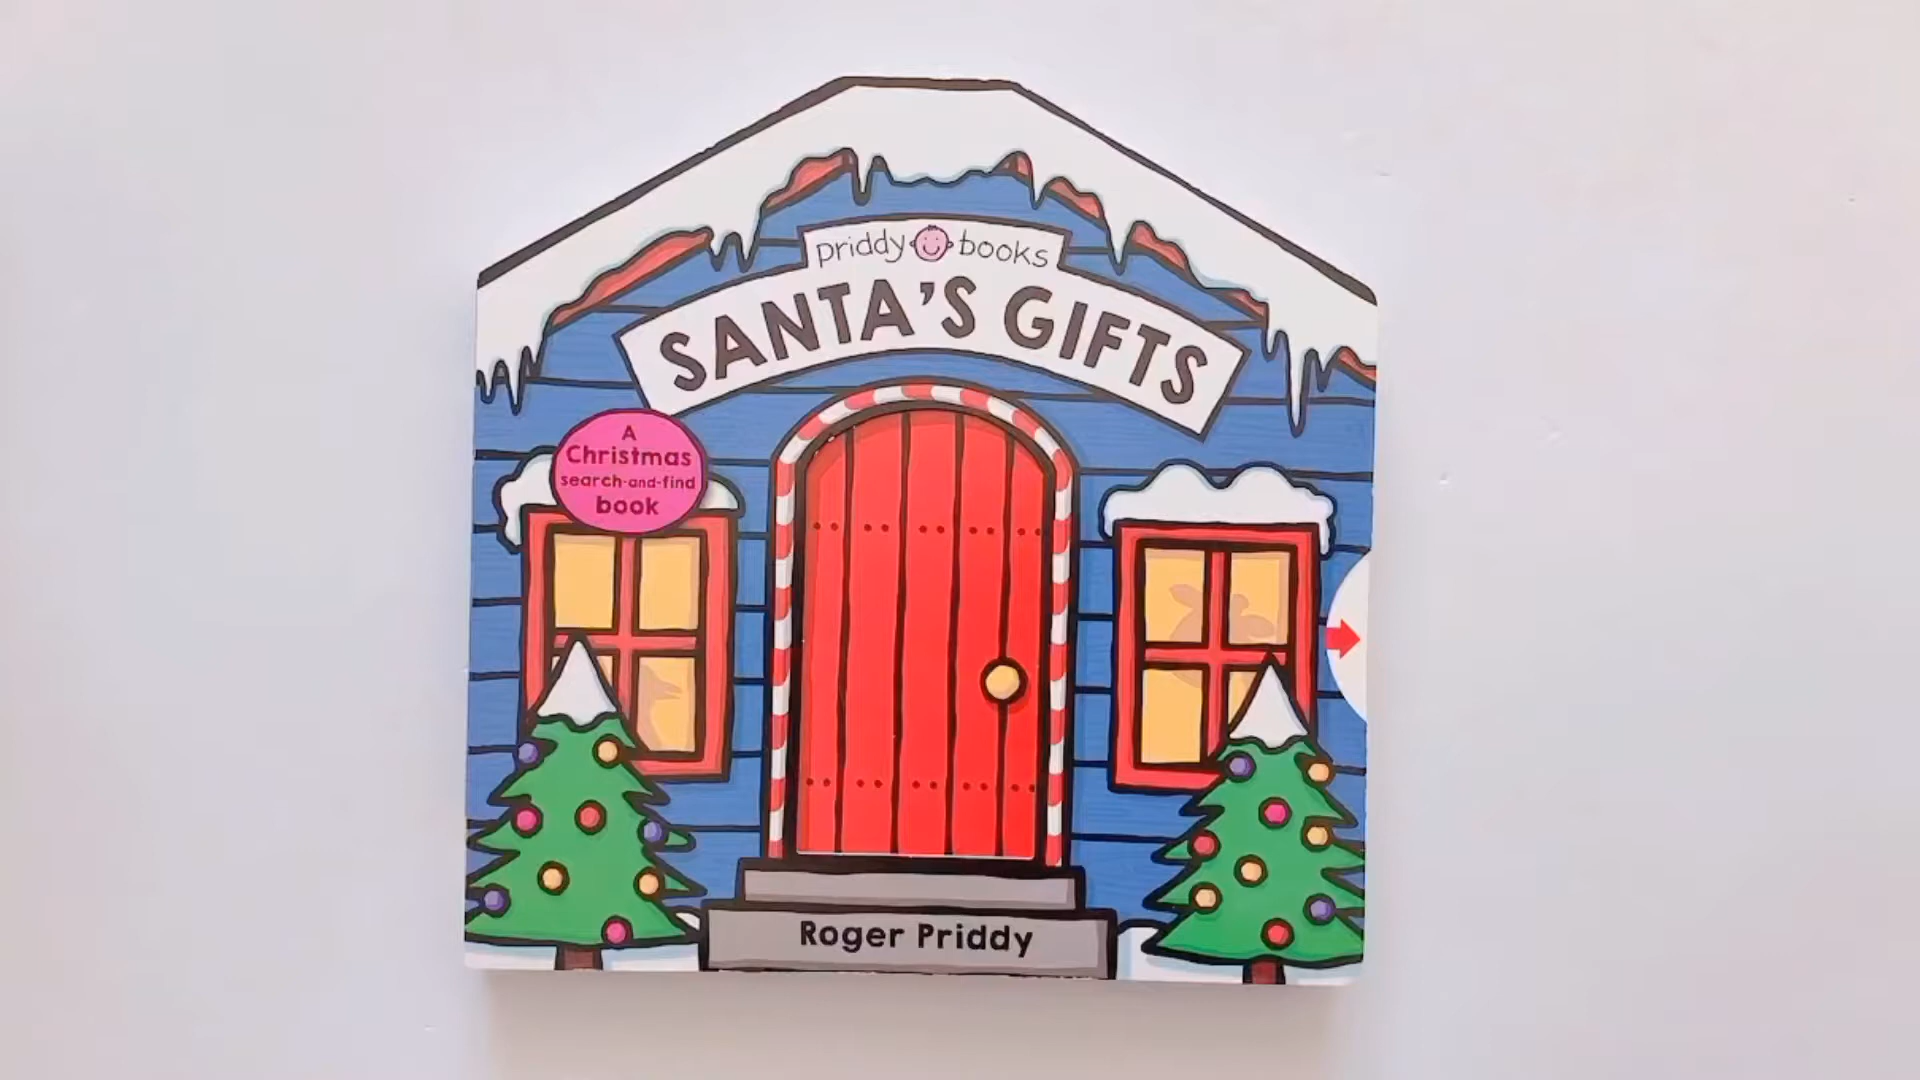 priddy books
SANTA'S GIFTS
A
Christmas
search-and-find
book
Roger Priddy